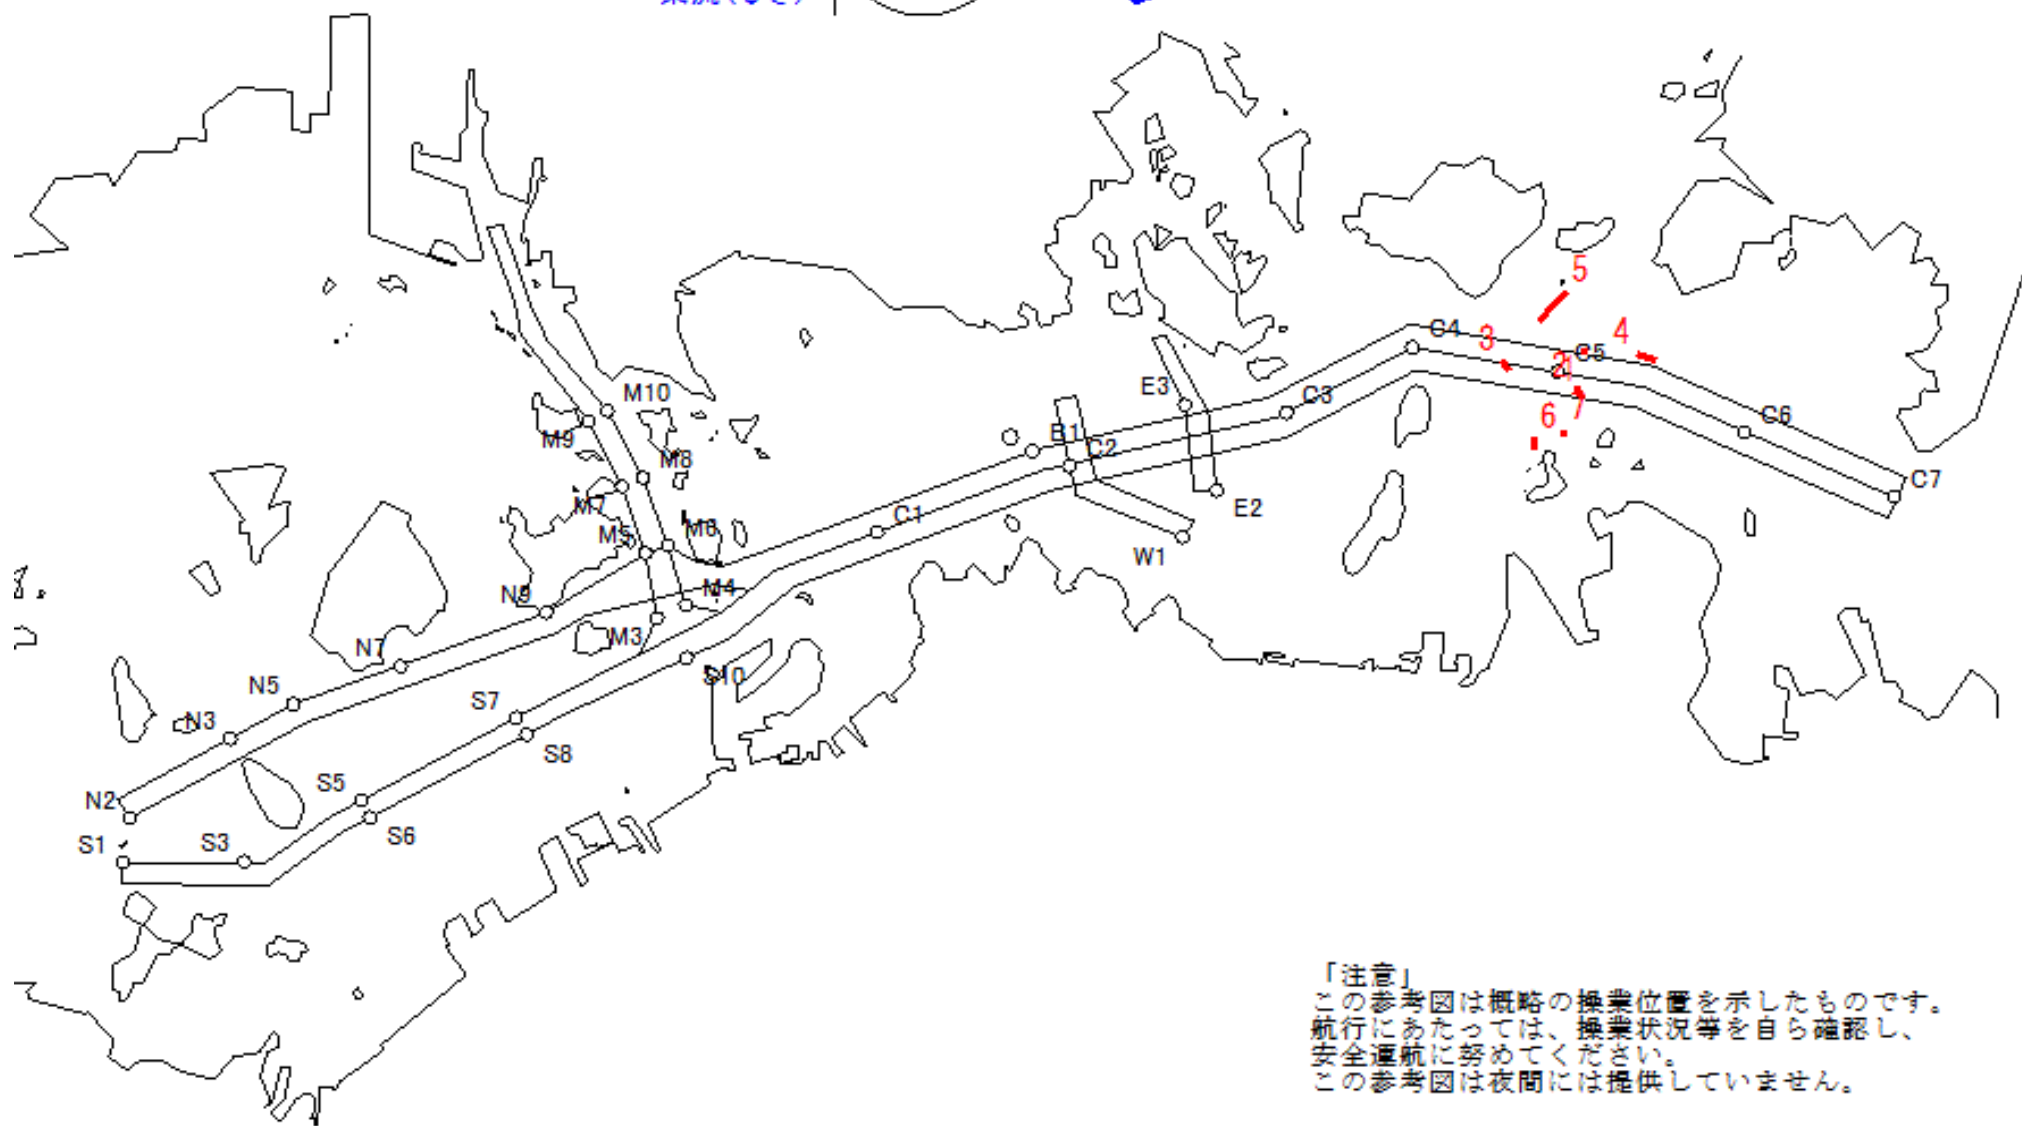 5
C4
3
4
C5
2
1
M10
E3
C3
7
6
C6
M9
B1
C2
M8
C7
M7
E2
C1
M5
M6
W1
N9
M4
M3
N7
S10
N5
S7
N3
S8
S5
N2
S6
S1
S3
「注意」
この参考図は概略の操業位置を示したものです。
航行にあたっては、操業状況等を自ら確認し、
安全運航に努めてください。
この参考図は夜間には提供していません。